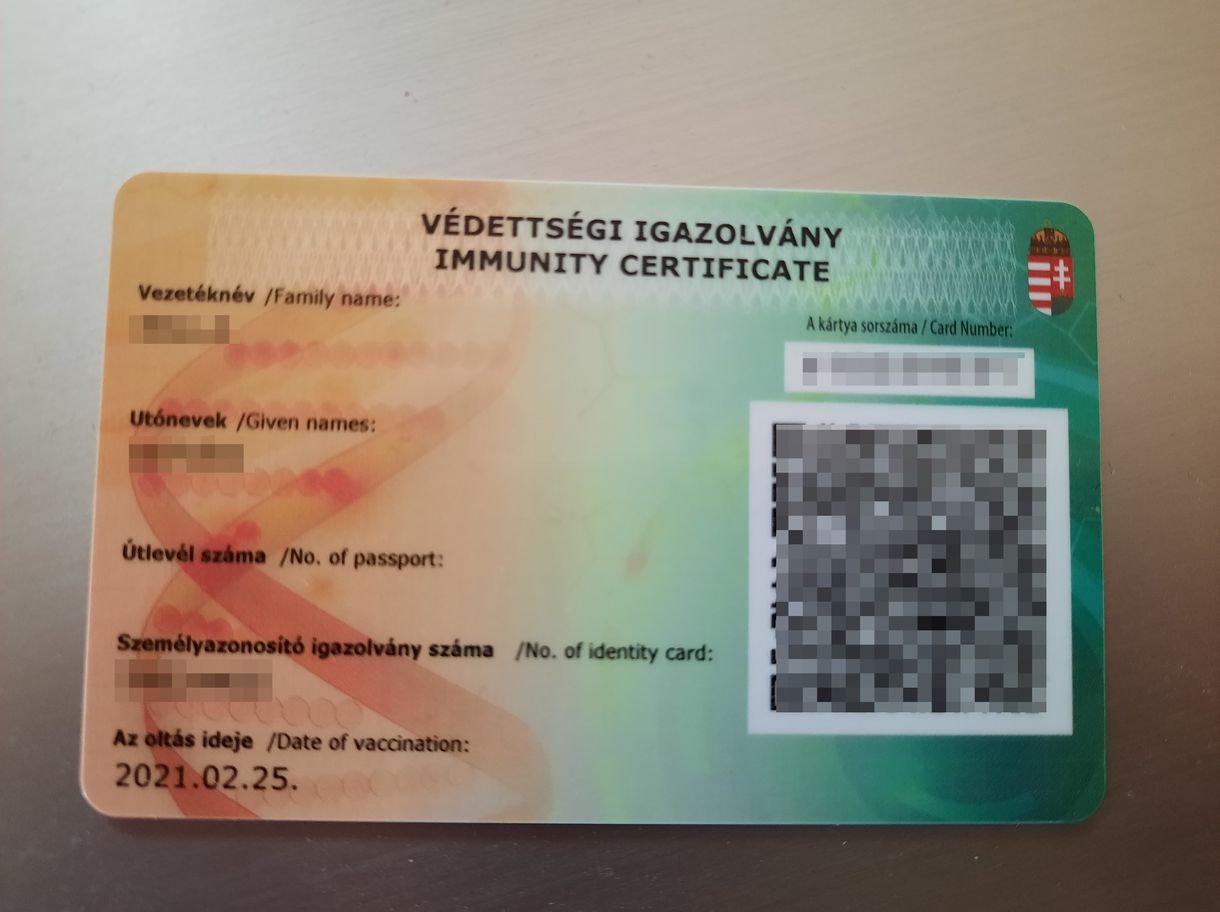 VÉDETTSÉGI IGAZOLVÁNY
IMMUNITY CERTIFICATE
Vezetéknév /Family name:
A kártya sorszáma / Card Number:
Utónevek /Given names:
Útlevél száma /No. of passport:
Személyazonosító igazolvány száma /No. of identity card:
Az oltás ideje /Date of vaccination:
2021.02.25.